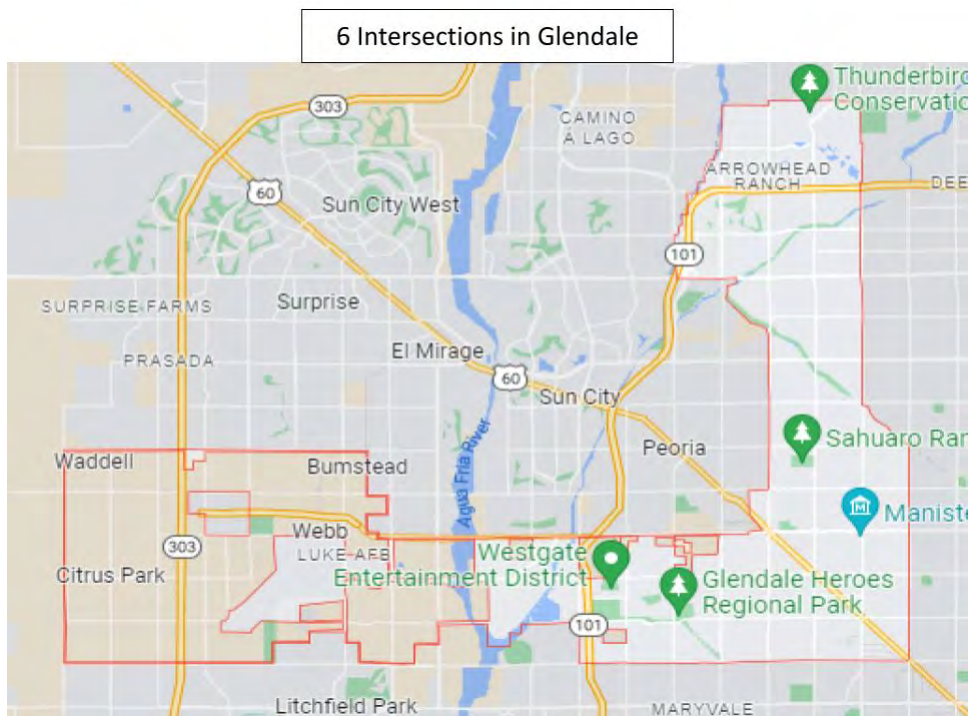 6 Intersections in Glendale
Thunderbird
Conservatio
303
CAMINO
A LAGO
ARROWHEAD
RANCH
DEE
60
Sun City West
101
SURPRISE FARMS
Surprise
PRASADA
El Mirage
60
Sun City
Agua Fria River
Peoria
Sahuaro Ran
Waddell
Bumstead
Maniste
Webb
LUKE AFB
303
Westgate
Entertainment District
Citrus Park
Glendale Heroes
Regional Park
101
Litchfield Park
MARYVALE